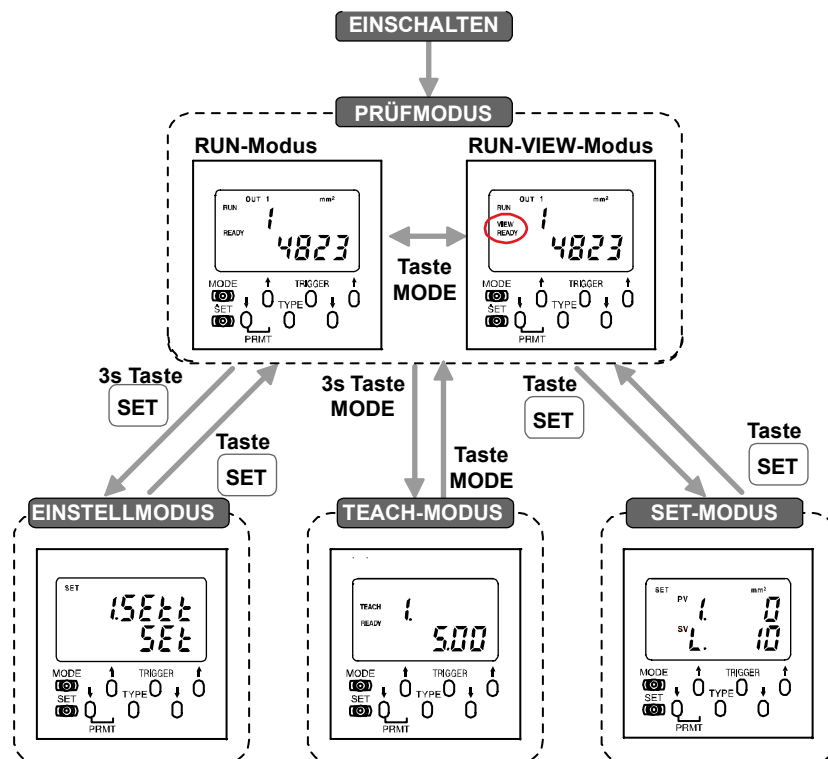 EINSCHALTEN
PRÜFMODUS
RUN-Modus
RUN-VIEW-Modus
OUT 1 mm²
RUN
1
READY
4823
MODE TRIGGER
SET TYPE
PRMT
Taste
MODE
OUT 1 mm²
RUN
1
VIEW
READY
4823
MODE TRIGGER
SET TYPE
PRMT
3s Taste
SET
Taste
SET
3s Taste
MODE
Taste
MODE
Taste
SET
Taste
SET
EINSTELLMODUS
TEACH-MODUS
SET-MODUS
SET
1.SEtt
SEt
MODE TRIGGER
SET TYPE
PRMT
TEACH
1.
READY
5.00
MODE TRIGGER
SET TYPE
PRMT
SET PV mm²
1. 0
SV
L. 10
MODE TRIGGER
SET TYPE
PRMT